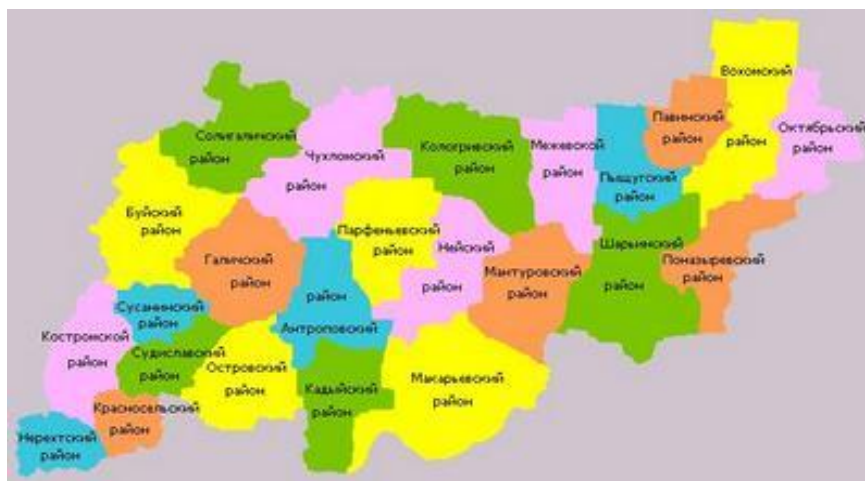 Вохомский
район
Павинский
район
Октябрьский
район
Солигаличский
район
Чухломский
район
Кологривский
район
Межевской
район
Пыщугский
район
Буйский
район
Парфеньевский
район
Нейский
район
Шарьинский
район
Поназыревский
район
Галичский
район
Мантуровский
район
район
Антроповский
Сусанинский
район
Костромской
район
Судиславский
район
Островский
район
Кадыйский
район
Макарьевский
район
Красносельский
район
Нерехтский
район